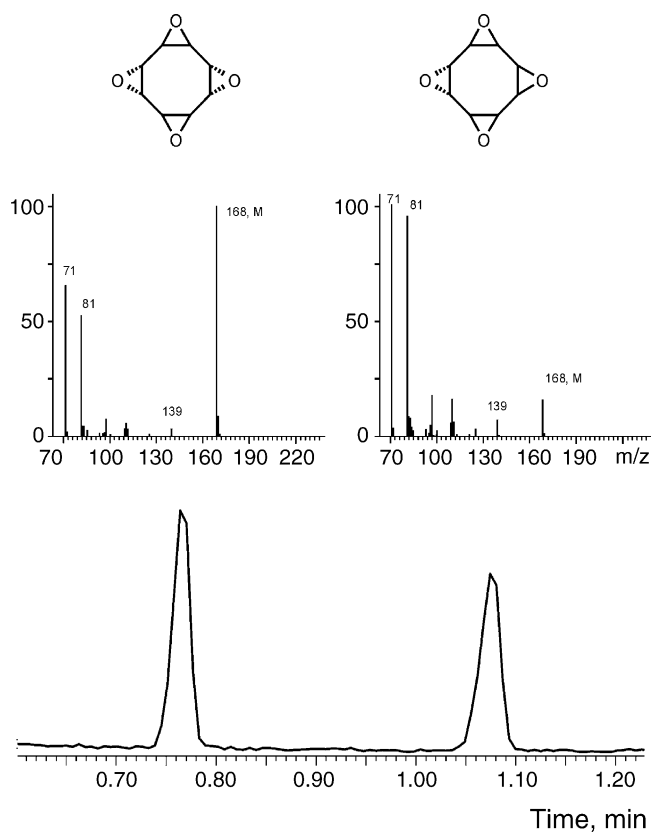 O O
O O O O
O O
100 71 81 100
168, M
71
81
50 50
168, M
139 139
0 0
70 100 130 160 190 220 70 100 130 160 190 m/z
0.70 0.80 0.90 1.00 1.10 1.20
Time, min